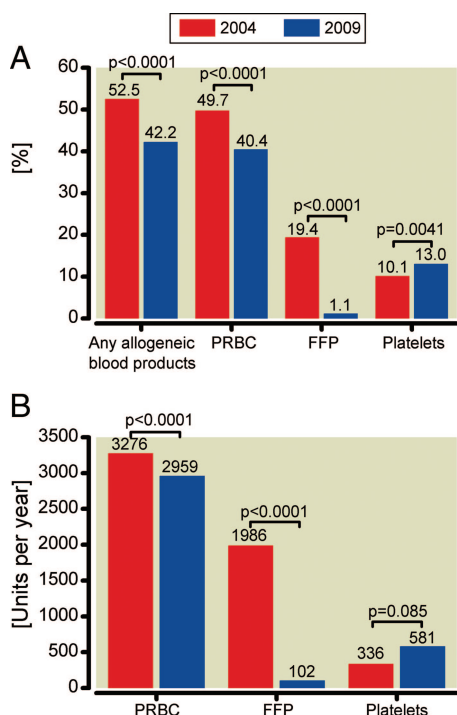 2004 2009
A
[%]
60
50
40
30
20
10
0
p<0.0001
52.5
42.2
p<0.0001
49.7
40.4
p<0.0001
19.4
1.1
p=0.0041
10.1
13.0
Any allogeneic
blood products
PRBC
FFP
Platelets
B
[Units per year]
3500
3000
2500
2000
1500
1000
500
0
p<0.0001
3276
2959
p<0.0001
1986
102
p=0.085
336
581
PRBC
FFP
Platelets